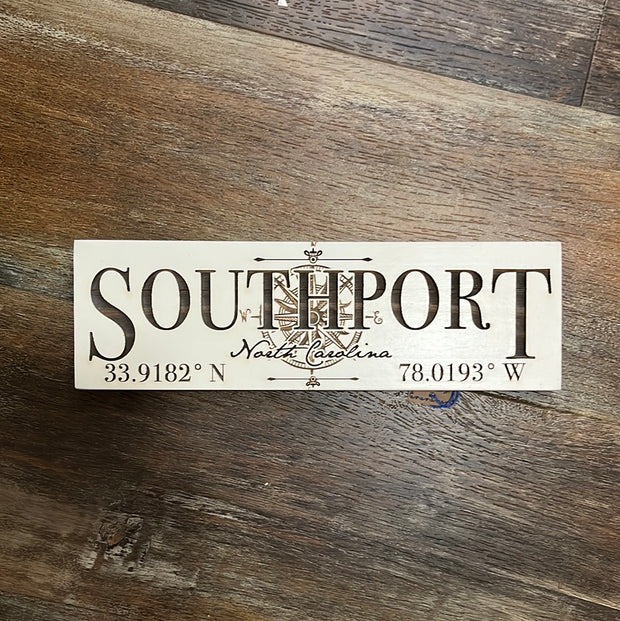 N
SOUTHPORT
W E
North Carolina
33.9182° N 78.0193° W